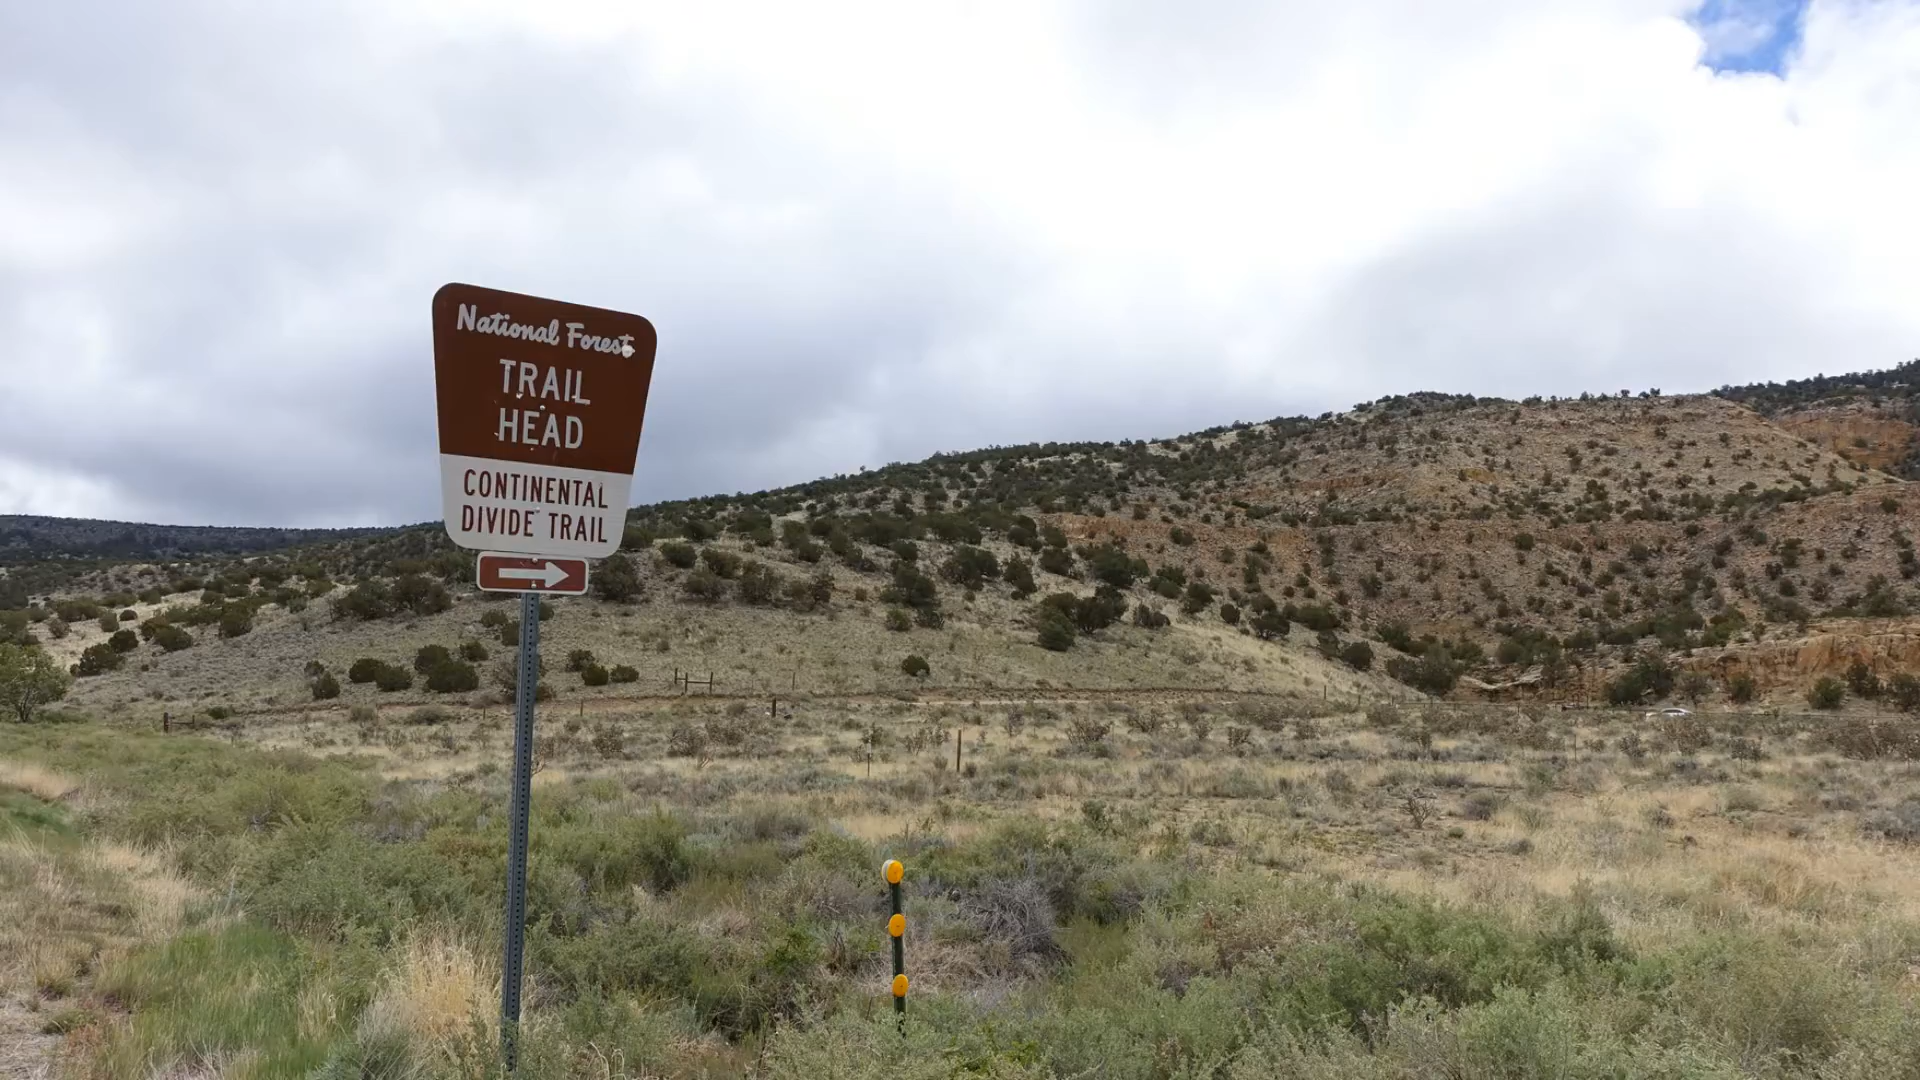 National Forest
TRAIL
HEAD
CONTINENTAL
DIVIDE TRAIL